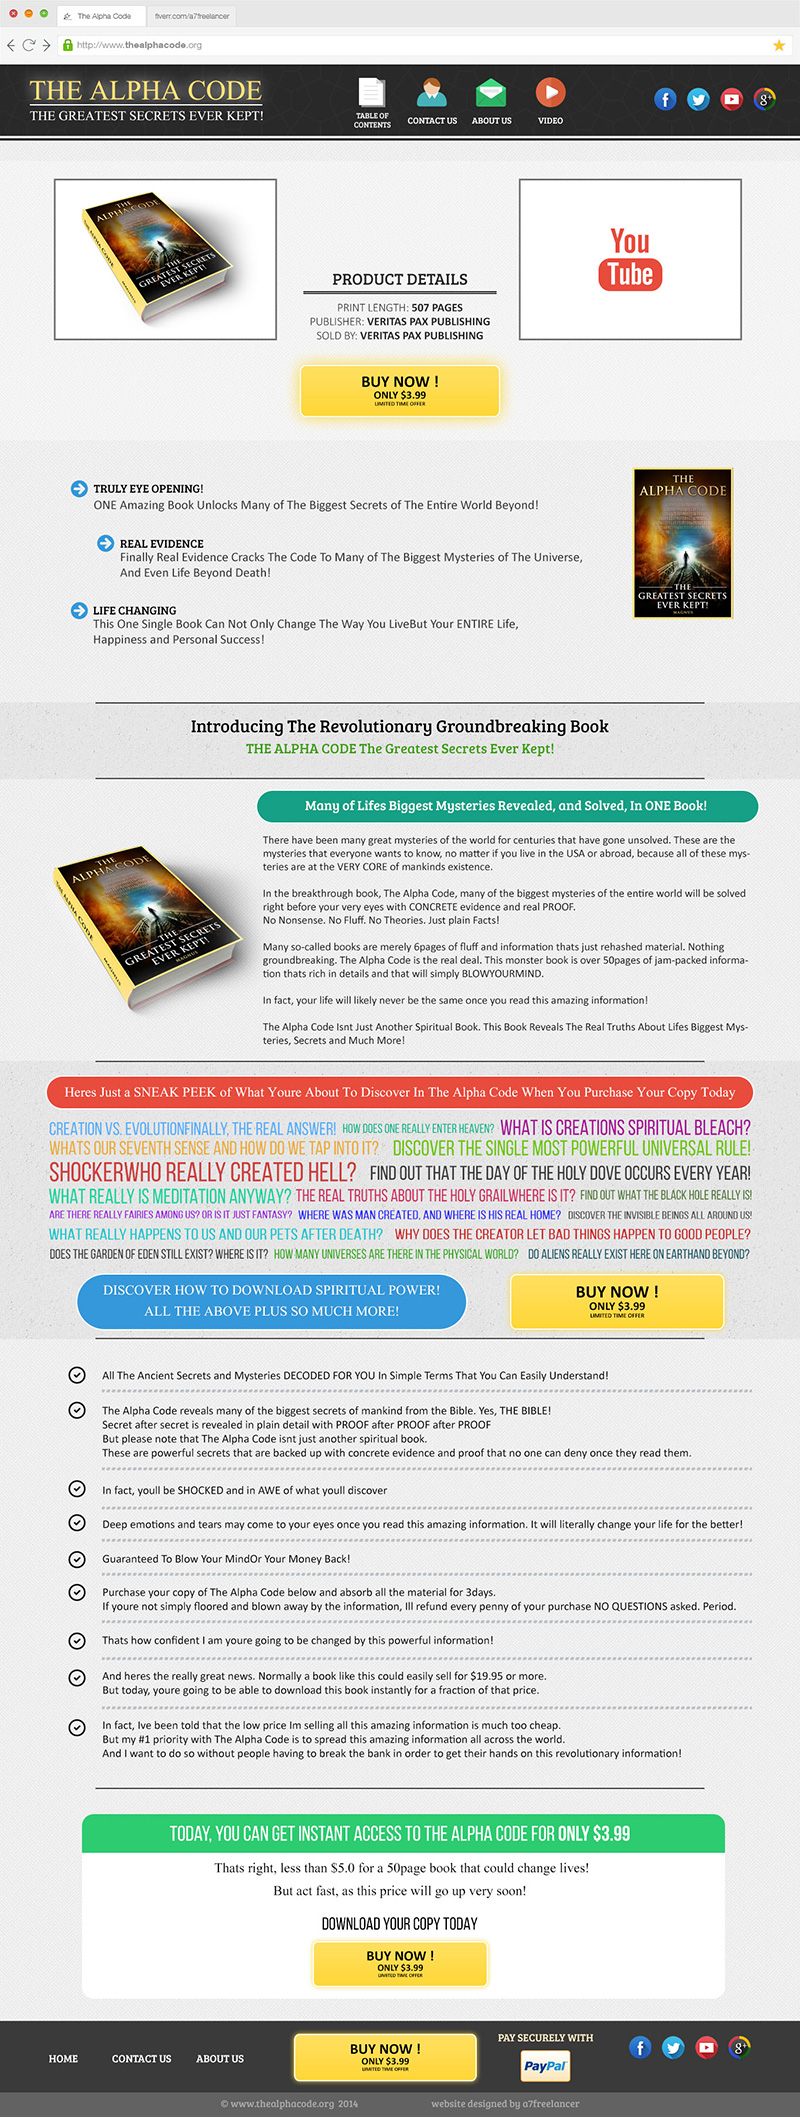 The Alpha Code
fiverr.com/a7freelancer
http://www.thealphacode.org
THE ALPHA CODE
THE GREATEST SECRETS EVER KEPT!
TABLE OF
CONTENTS
CONTACT US
ABOUT US
VIDEO
THE
ALPHA CODE
THE ALPHA CODE
THE
GREATEST SECRETS
EVER KEPT!
MAGNUS
You
Tube
PRODUCT DETAILS
PRINT LENGTH: 507 PAGES
PUBLISHER: VERITAS PAX PUBLISHING
SOLD BY: VERITAS PAX PUBLISHING
BUY NOW !
ONLY $3.99
LIMITED TIME OFFER
TRULY EYE OPENING!
ONE Amazing Book Unlocks Many of The Biggest Secrets of The Entire World Beyond!
REAL EVIDENCE
Finally Real Evidence Cracks The Code To Many of The Biggest Mysteries of The Universe,
And Even Life Beyond Death!
LIFE CHANGING
This One Single Book Can Not Only Change The Way You LiveBut Your ENTIRE Life,
Happiness and Personal Success!
THE
ALPHA CODE
THE
GREATEST SECRETS
EVER KEPT!
MAGNUS
Introducing The Revolutionary Groundbreaking Book
THE ALPHA CODE The Greatest Secrets Ever Kept!
Many of Lifes Biggest Mysteries Revealed, and Solved, In ONE Book!
THE
ALPHA CODE
THE ALPHA CODE
THE
GREATEST SECRETS
EVER KEPT!
MAGNUS
There have been many great mysteries of the world for centuries that have gone unsolved. These are the
mysteries that everyone wants to know, no matter if you live in the USA or abroad, because all of these mys-
teries are at the VERY CORE of mankinds existence.
In the breakthrough book, The Alpha Code, many of the biggest mysteries of the entire world will be solved
right before your very eyes with CONCRETE evidence and real PROOF.
No Nonsense. No Fluff. No Theories. Just plain Facts!
Many so-called books are merely 6pages of fluff and information thats just rehashed material. Nothing
groundbreaking. The Alpha Code is the real deal. This monster book is over 50pages of jam-packed informa-
tion thats rich in details and that will simply BLOWYOURMIND.
In fact, your life will likely never be the same once you read this amazing information!
The Alpha Code Isnt Just Another Spiritual Book. This Book Reveals The Real Truths About Lifes Biggest Mys-
teries, Secrets and Much More!
Heres Just a SNEAK PEEK of What Youre About To Discover In The Alpha Code When You Purchase Your Copy Today
CREATION VS. EVOLUTIONFINALLY, THE REAL ANSWER! HOW DOES ONE REALLY ENTER HEAVEN? WHAT IS CREATIONS SPIRITUAL BLEACH?
WHATS OUR SEVENTH SENSE AND HOW DO WE TAP INTO IT? DISCOVER THE SINGLE MOST POWERFUL UNIVERSAL RULE!
SHOCKERWHO REALLY CREATED HELL? FIND OUT THAT THE DAY OF THE HOLY DOVE OCCURS EVERY YEAR!
WHAT REALLY IS MEDITATION ANYWAY? THE REAL TRUTHS ABOUT THE HOLY GRAILWHERE IS IT? FIND OUT WHAT THE BLACK HOLE REALLY IS!
ARE THERE REALLY FAIRIES AMONG US? OR IS IT JUST FANTASY? WHERE WAS MAN CREATED, AND WHERE IS HIS REAL HOME? DISCOVER THE INVISIBLE BEINGS ALL AROUND US!
WHAT REALLY HAPPENS TO US AND OUR PETS AFTER DEATH? WHY DOES THE CREATOR LET BAD THINGS HAPPEN TO GOOD PEOPLE?
DOES THE GARDEN OF EDEN STILL EXIST? WHERE IS IT? HOW MANY UNIVERSES ARE THERE IN THE PHYSICAL WORLD? DO ALIENS REALLY EXIST HERE ON EARTHAND BEYOND?
DISCOVER HOW TO DOWNLOAD SPIRITUAL POWER!
ALL THE ABOVE PLUS SO MUCH MORE!
BUY NOW !
ONLY $3.99
LIMITED TIME OFFER
All The Ancient Secrets and Mysteries DECODED FOR YOU In Simple Terms That You Can Easily Understand!
The Alpha Code reveals many of the biggest secrets of mankind from the Bible. Yes, THE BIBLE!
Secret after secret is revealed in plain detail with PROOF after PROOF after PROOF
But please note that The Alpha Code isnt just another spiritual book.
These are powerful secrets that are backed up with concrete evidence and proof that no one can deny once they read them.
In fact, youll be SHOCKED and in AWE of what youll discover
Deep emotions and tears may come to your eyes once you read this amazing information. It will literally change your life for the better!
Guaranteed To Blow Your MindOr Your Money Back!
Purchase your copy of The Alpha Code below and absorb all the material for 3days.
If youre not simply floored and blown away by the information, Ill refund every penny of your purchase NO QUESTIONS asked. Period.
Thats how confident I am youre going to be changed by this powerful information!
And heres the really great news. Normally a book like this could easily sell for $19.95 or more.
But today, youre going to be able to download this book instantly for a fraction of that price.
In fact, Ive been told that the low price Im selling all this amazing information is much too cheap.
But my #1 priority with The Alpha Code is to spread this amazing information all across the world.
And I want to do so without people having to break the bank in order to get their hands on this revolutionary information!
TODAY, YOU CAN GET INSTANT ACCESS TO THE ALPHA CODE FOR ONLY $3.99
Thats right, less than $5.0 for a 50page book that could change lives!
But act fast, as this price will go up very soon!
DOWNLOAD YOUR COPY TODAY
BUY NOW !
ONLY $3.99
LIMITED TIME OFFER
HOME
CONTACT US
ABOUT US
BUY NOW !
ONLY $3.99
LIMITED TIME OFFER
PAY SECURELY WITH
PayPal
© www.thealphacode.org 2014
website designed by a7freelancer